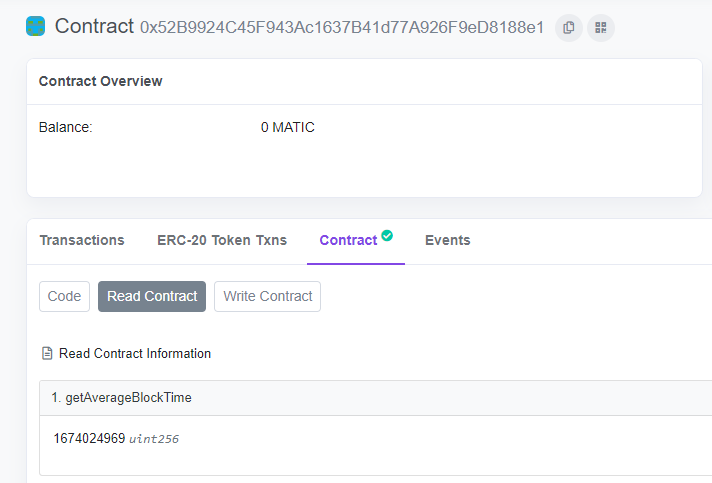 Contract 0x52B9924C45F943Ac1637B41d77A926F9eD8188e1
Contract Overview
Balance: 0 MATIC
Transactions ERC-20 Token Txns Contract Events
Code Read Contract Write Contract
Read Contract Information
1. getAverageBlockTime
1674024969 uint256